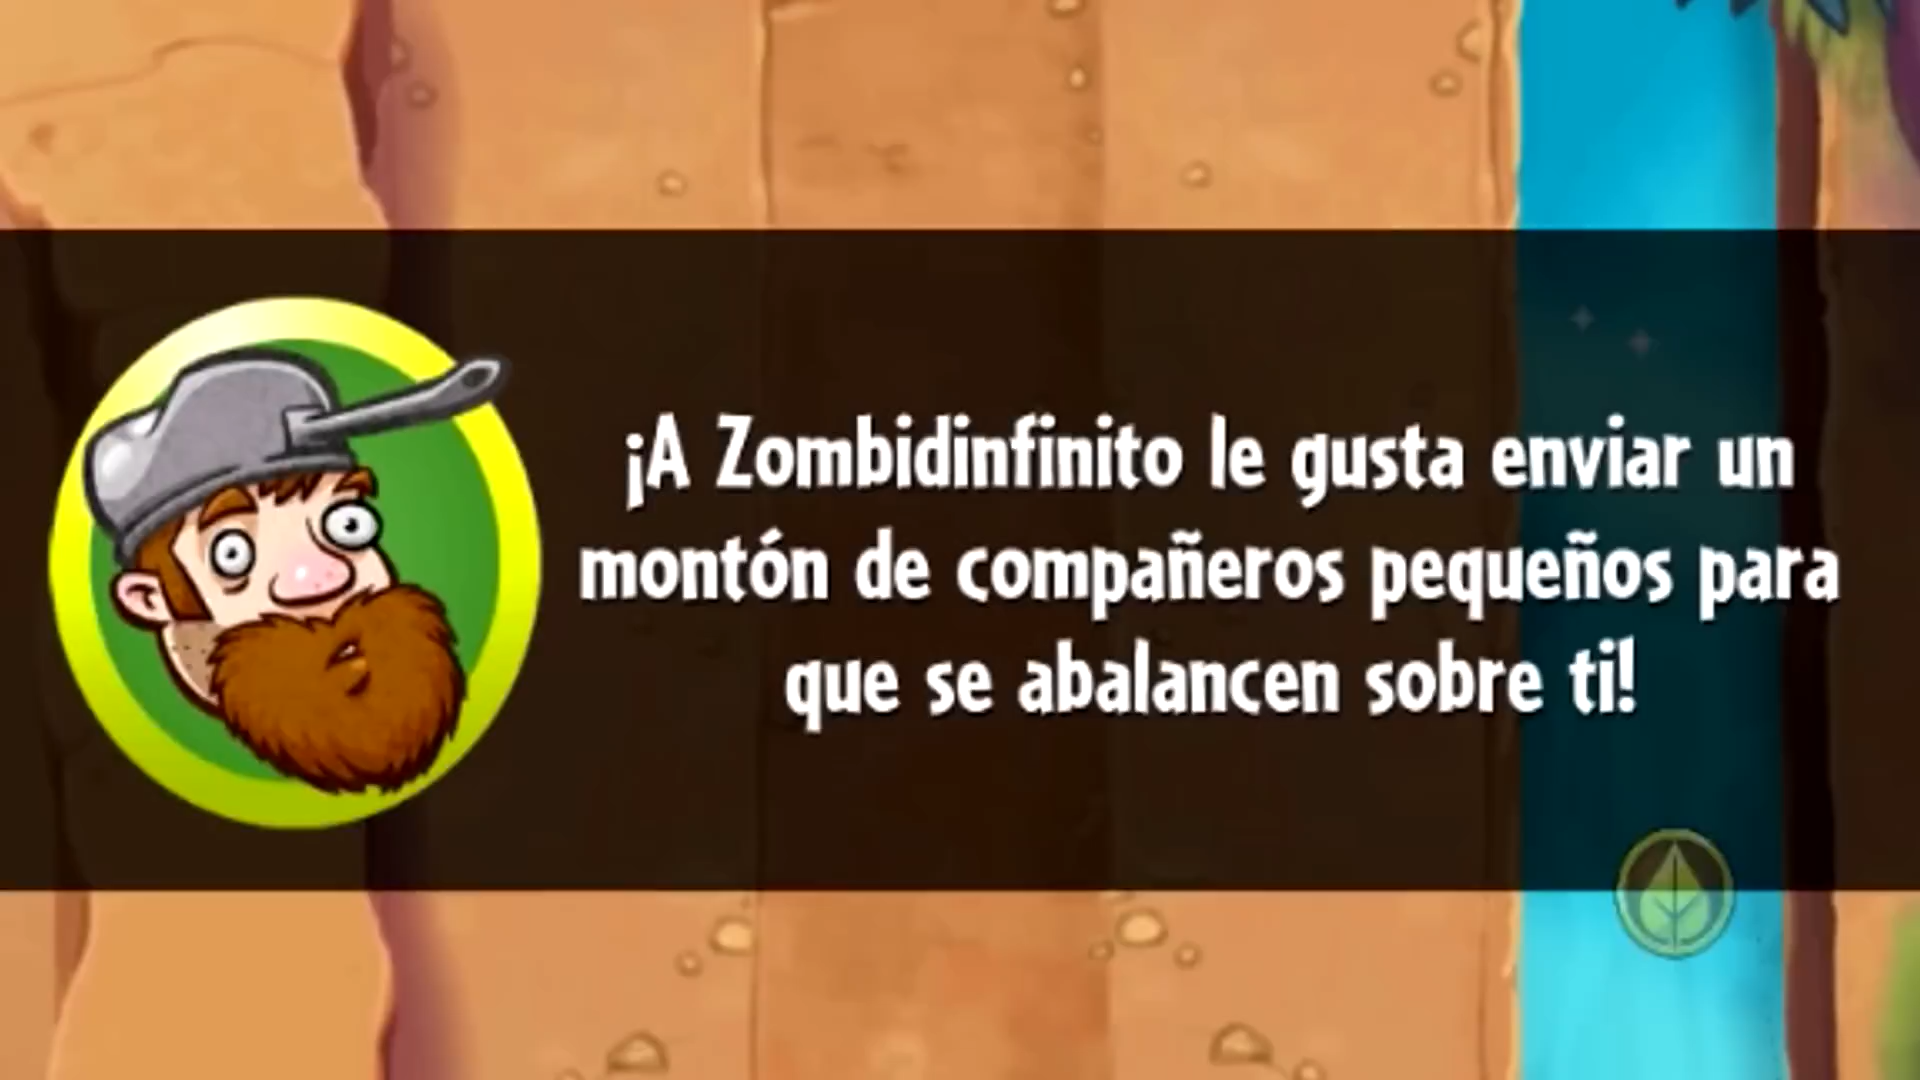 ¡A Zombidinfinito le gusta enviar un
montón de compañeros pequeños para
que se abalancen sobre ti!